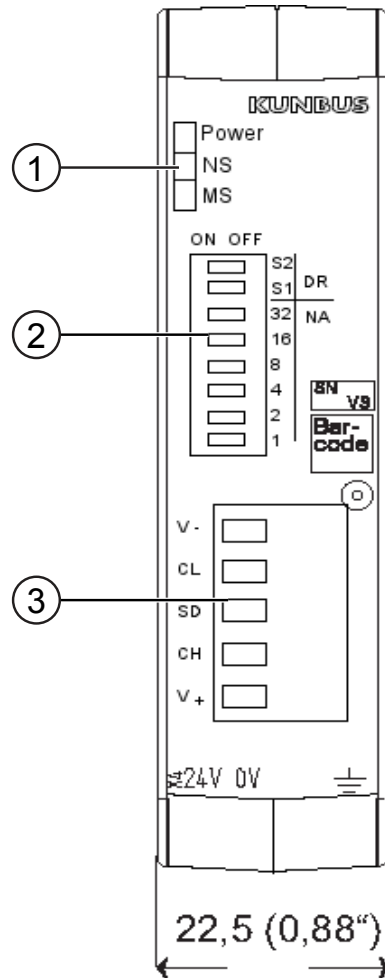 KUNBUS
Power
1
NS
MS
ON OFF
S2
S1
DR
32
NA
2
16
8
4
2
1
SN
VS
Bar-
code
V -
CL
3
SD
CH
V +
24V 0V
22,5 (0,88“)